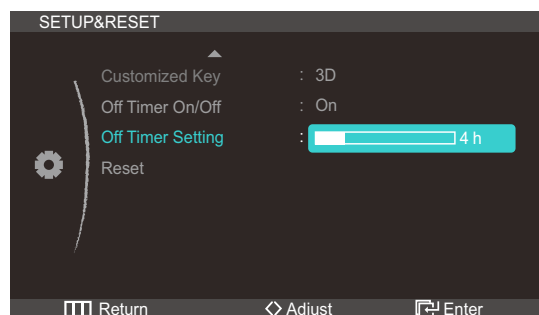 SETUP&RESET
Customized Key : 3D
Off Timer On/Off : On
Off Timer Setting : 4 h
Reset
Return Adjust Enter